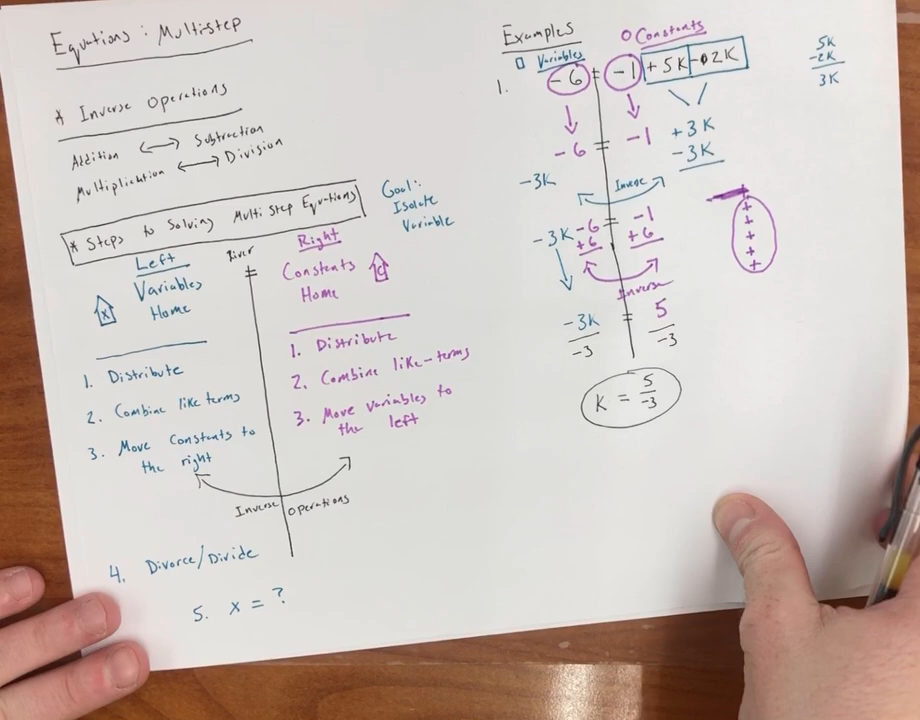 Equations: Multistep
* Inverse Operations
Addition ⟷ Subtraction
Multiplication ⟷ Division
* Steps to Solving Multi Step Equations
Goal:
Isolate
Variable
River
Left
Variables
Home
X
1. Distribute
2. Combine like terms
3. Move Constants to
the right
Right
Constants
Home
C
1. Distribute
2. Combine like-terms
3. Move variables to
the left
Inverse Operations
4. Divorce/Divide
5. x = ?
Examples
Variables
Constants
1. -6 = -1 +5K -2K
5K
-2K
3K
-6 = -1 +3K
-3K
-3K
Inverse
-3K -6 = -1
+6 +6
Inverse
-3K = 5
-3 -3
K = 5/-3
+
+
+
+
+
+